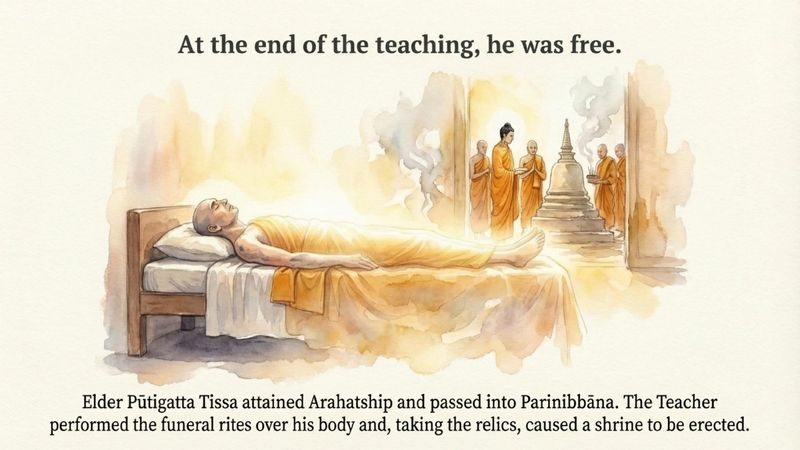 At the end of the teaching, he was free.
Elder Pūtigatta Tissa attained Arahatship and passed into Parinibbāna. The Teacher
performed the funeral rites over his body and, taking the relics, caused a shrine to be erected.